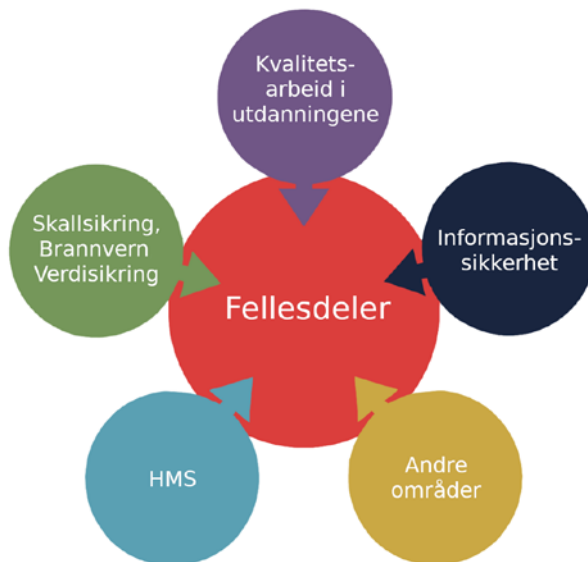 Kvalitets-
arbeid i
utdanningene
Skallsikring,
Brannvern
Verdisikring
Informasjons-
sikkerhet
Fellesdeler
HMS
Andre
områder